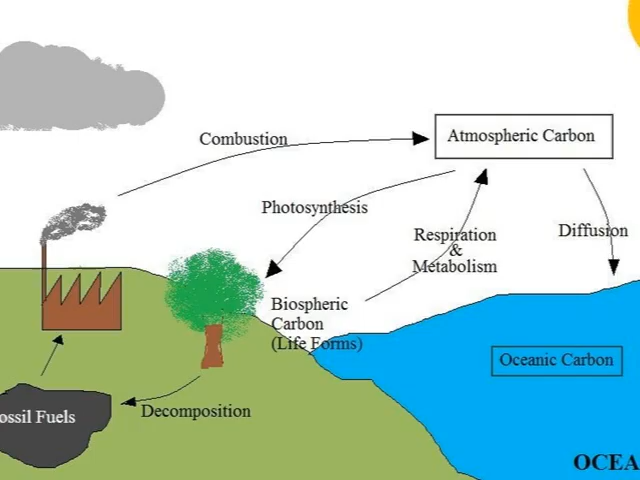 Combustion
Atmospheric Carbon
Photosynthesis
Respiration
&
Metabolism
Diffusion
Biospheric
Carbon
(Life Forms)
Oceanic Carbon
ossil Fuels
Decomposition
OCEA